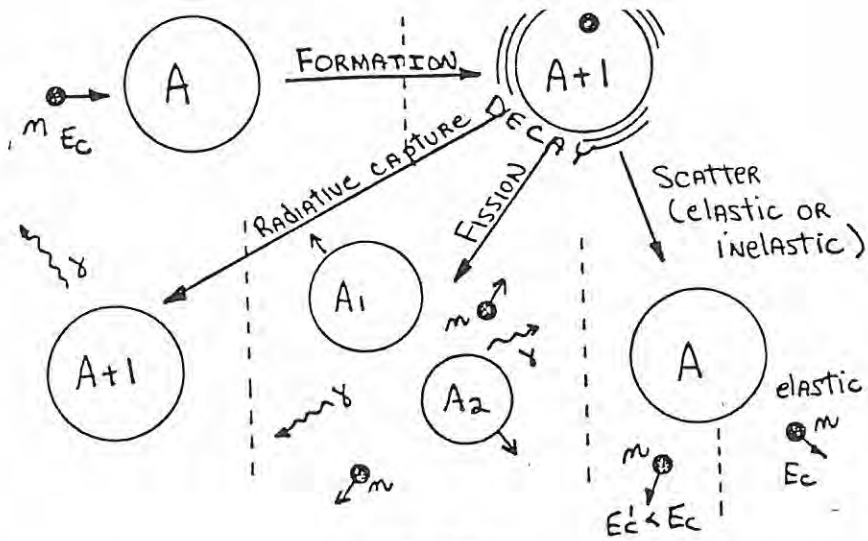 n Ec
A
FORMATION
A+1
DECAY
RADIATIVE CAPTURE
FISSION
SCATTER
(elastic OR
inelastic)
γ
A+1
A1
n
γ
A2
γ
n
A
elastic
n
Ec
n
Ec' < Ec